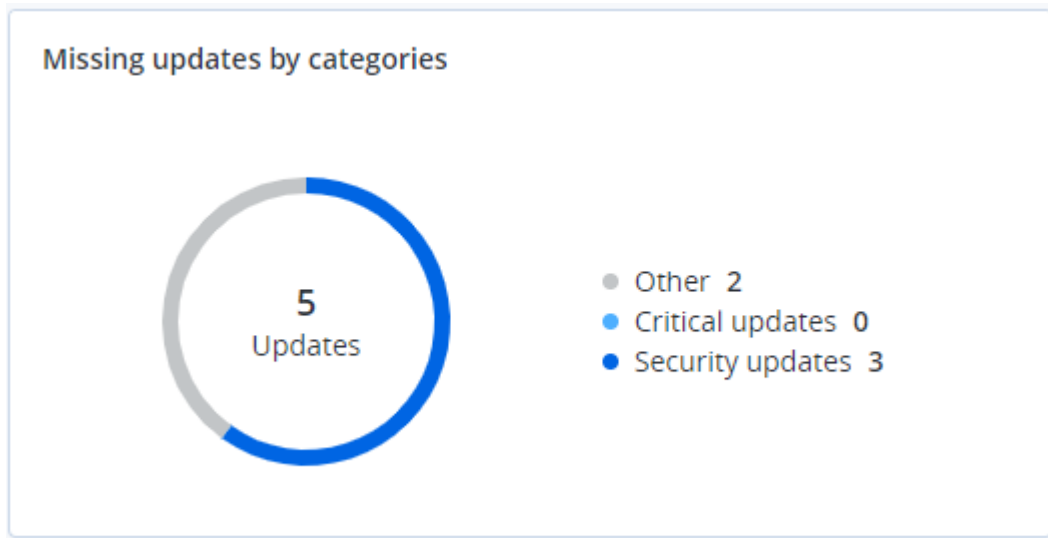 Missing updates by categories
5
Updates
Other 2
Critical updates 0
Security updates 3